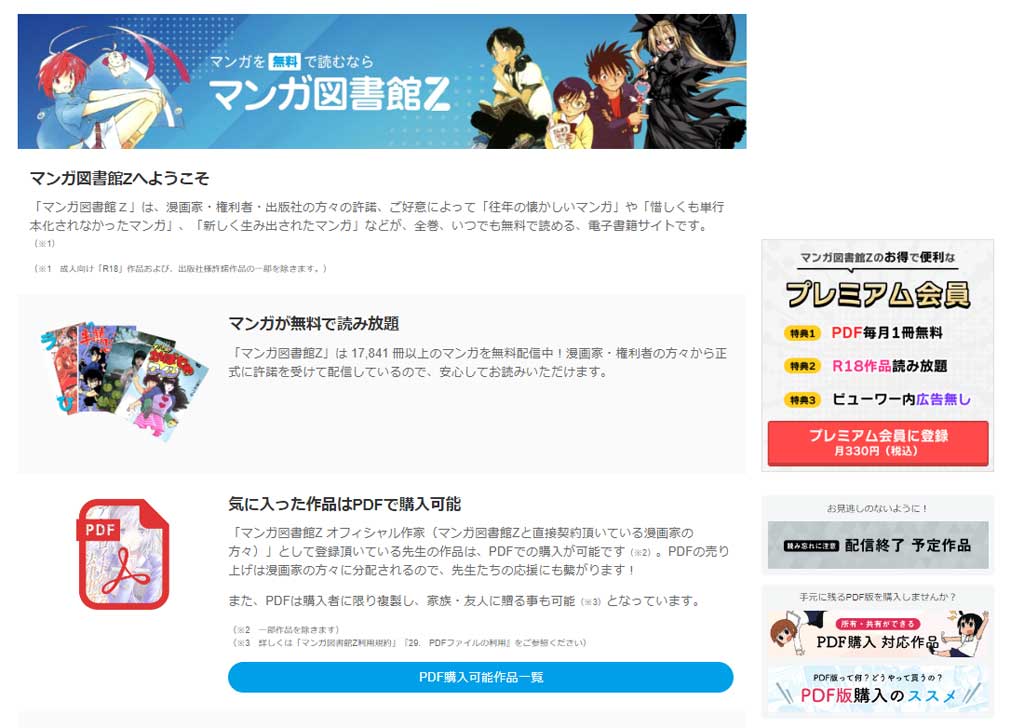 マンガを 無料 で読むなら
マンガ図書館Z
マンガ図書館Zへようこそ
「マンガ図書館Ｚ」は、漫画家・権利者・出版社の方々の許諾、ご好意によって「往年の懐かしいマンガ」や「惜しくも単行
本化されなかったマンガ」、「新しく生み出されたマンガ」などが、全巻、いつでも無料で読める、電子書籍サイトです。
（※1）
（※1　成人向け「R18」作品および、出版社様許諾作品の一部を除きます。）
マンガが無料で読み放題
「マンガ図書館Z」は 17,841 冊以上のマンガを無料配信中！漫画家・権利者の方々から正
式に許諾を受けて配信しているので、安心してお読みいただけます。
PDF
気に入った作品はPDFで購入可能
「マンガ図書館Z オフィシャル作家（マンガ図書館Zと直接契約頂いている漫画家の
方々）」として登録頂いている先生の作品は、PDFでの購入が可能です（※2）。PDFの売り
上げは漫画家の方々に分配されるので、先生たちの応援にも繋がります！
また、PDFは購入者に限り複製し、家族・友人に贈る事も可能（※3）となっています。
（※2　一部作品を除きます）
（※3　詳しくは「マンガ図書館Z利用規約」『29.　PDFファイルの利用』をご参照ください）
PDF購入可能作品一覧
マンガ図書館Zのお得で便利な
プレミアム会員
特典1 PDF毎月1冊無料
特典2 R18作品読み放題
特典3 ビューワー内広告無し
プレミアム会員に登録
月330円（税込）
お見逃しのないように！
読み忘れに注意 配信終了 予定作品
手元に残るPDF版を購入しませんか？
所有・共有ができる
PDF購入 対応作品
PDF版って何？どうやって買うの？
PDF版購入のススメ